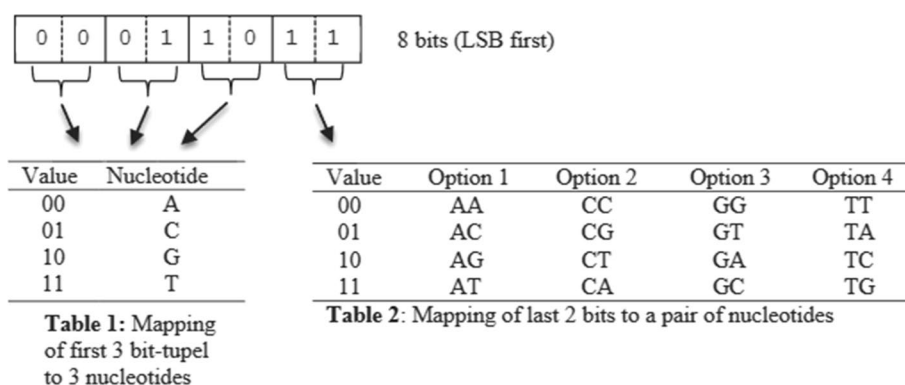 0 0 0 1 1 0 1 1 8 bits (LSB first)
Value Nucleotide
00 A
01 C
10 G
11 T
Table 1: Mapping
of first 3 bit-tupel
to 3 nucleotides
Value Option 1 Option 2 Option 3 Option 4
00 AA CC GG TT
01 AC CG GT TA
10 AG CT GA TC
11 AT CA GC TG
Table 2: Mapping of last 2 bits to a pair of nucleotides